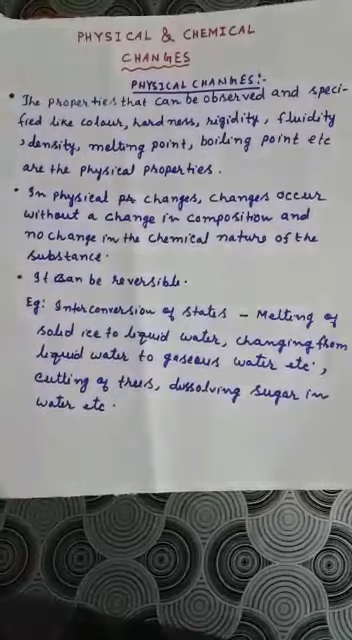 PHYSICAL & CHEMICAL
CHANGES
PHYSICAL CHANGES:-
• The properties that can be observed and speci-
fied like colour, hardness, rigidity, fluidity
, density, melting point, boiling point etc
are the physical properties.
• In physical changes, changes occur
without a change in composition and
no change in the chemical nature of the
substance.
• It can be reversible.
Eg: Interconversion of states - Melting of
solid ice to liquid water, changing from
liquid water to gaseous water etc.,
cutting of trees, dissolving sugar in
water etc.